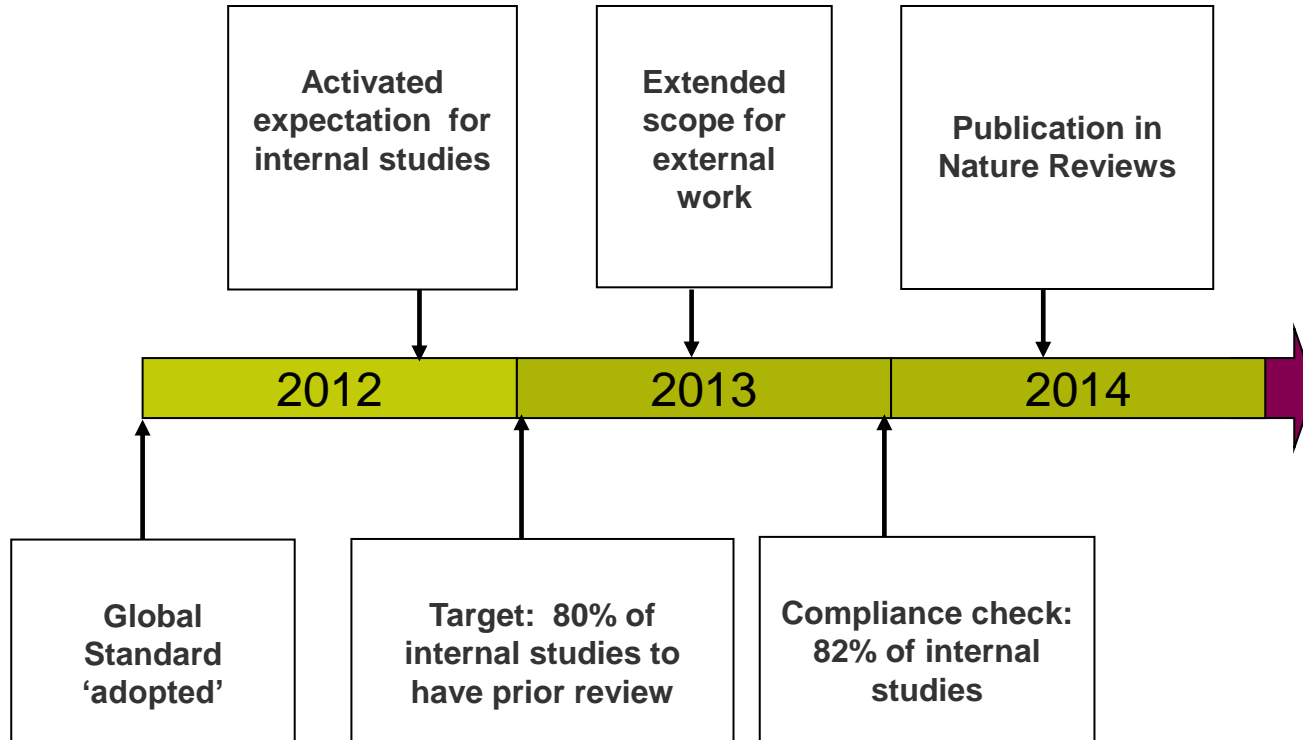 Activated
expectation  for
internal studies
Extended
scope for
external
work
Publication in
Nature Reviews
2012
2013
2014
Global
Standard
‘adopted’
Target:  80% of
internal studies to
have prior review
Compliance check:
82% of internal
studies